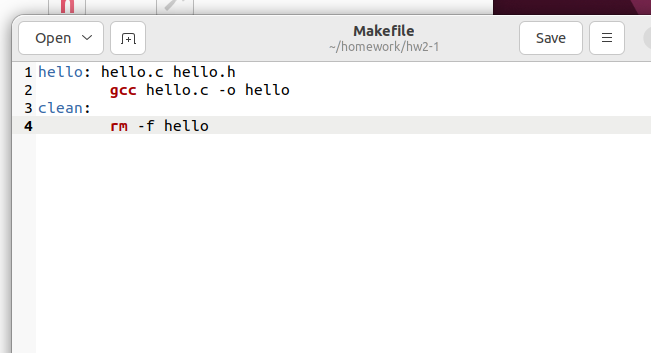 Open
Makefile
~/homework/hw2-1
Save
1 hello: hello.c hello.h
2 gcc hello.c -o hello
3 clean:
4 rm -f hello